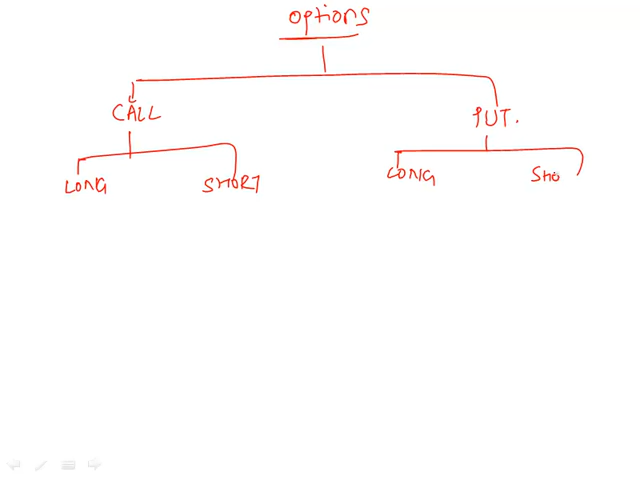 options
CALL
PUT.
LONG
SHORT
LONG
SHO